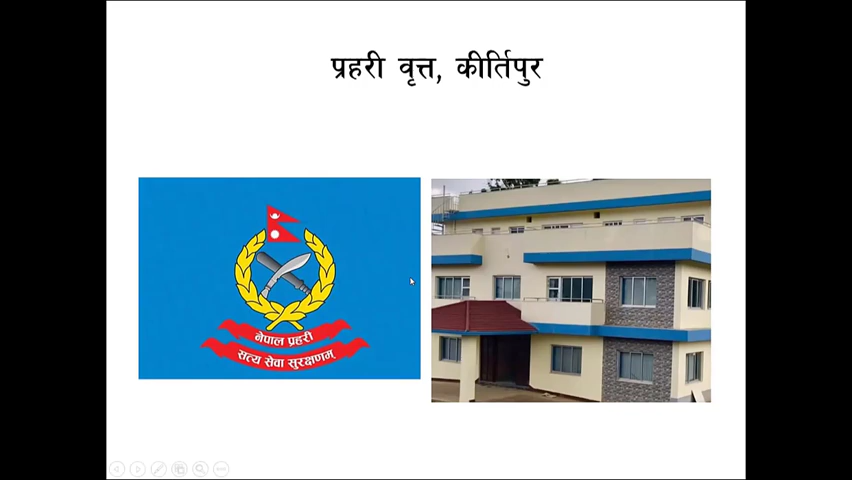 प्रहरी वृत्त, कीर्तिपुर
नेपाल प्रहरी
सत्य सेवा सुरक्षणम्